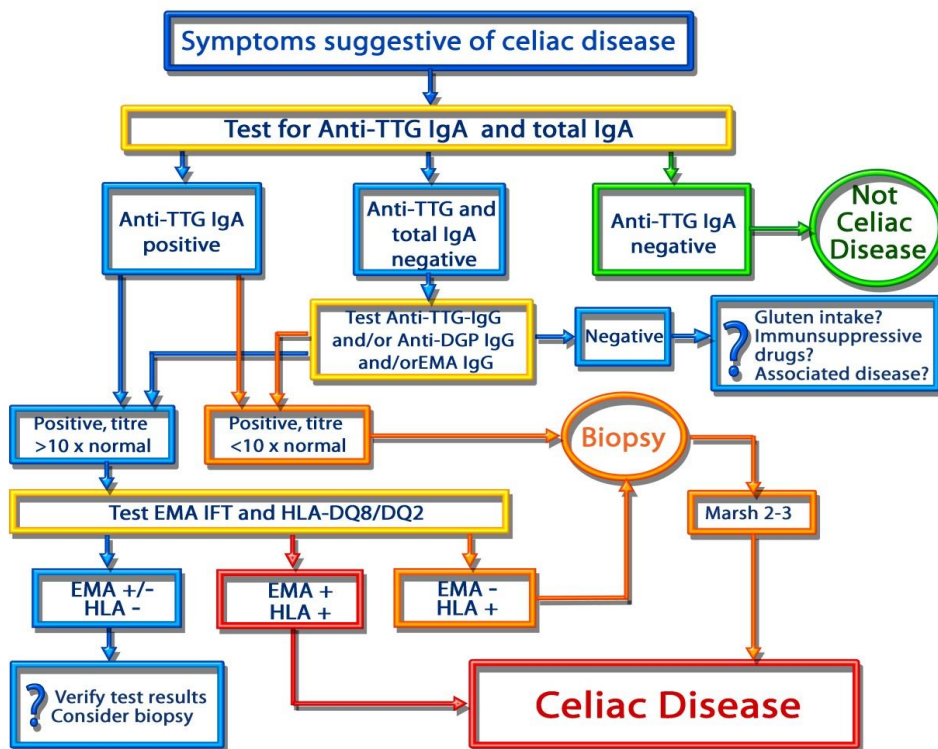 Symptoms suggestive of celiac disease
Test for Anti-TTG IgA and total IgA
Anti-TTG IgA
positive
Anti-TTG and
total IgA
negative
Anti-TTG IgA
negative
Not
Celiac
Disease
Test Anti-TTG-IgG
and/or Anti-DGP IgG
and/orEMA IgG
Negative
?
Gluten intake?
Immunsuppressive
drugs?
Associated disease?
Positive, titre
>10 x normal
Positive, titre
<10 x normal
Biopsy
Test EMA IFT and HLA-DQ8/DQ2
Marsh 2-3
EMA +/-
HLA -
EMA +
HLA +
EMA -
HLA +
?
Verify test results
Consider biopsy
Celiac Disease